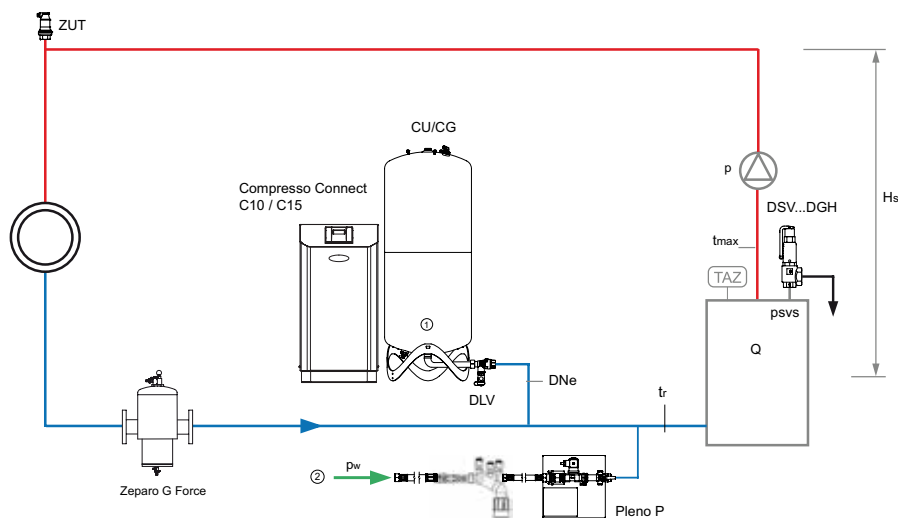 ZUT
CU/CG
Compresso Connect
C10 / C15
p
Hs
DSV...DGH
tmax
TAZ
psvs
1
Q
DNe
DLV
tr
2
pw
Zeparo G Force
Pleno P